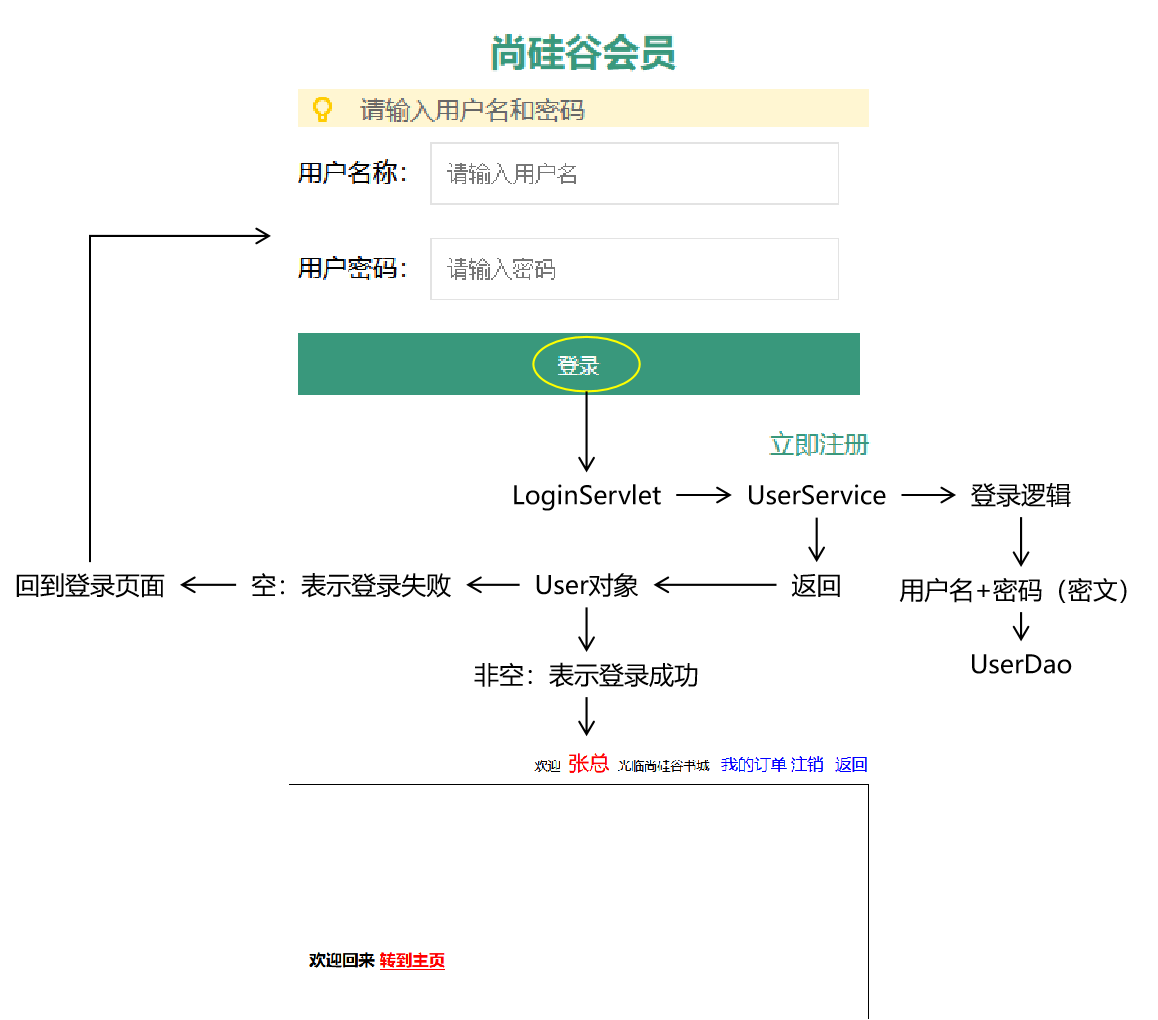 尚硅谷会员
请输入用户名和密码
用户名称：
请输入用户名
用户密码：
请输入密码
登录
立即注册
LoginServlet
UserService
登录逻辑
回到登录页面
空：表示登录失败
User对象
返回
用户名+密码（密文）
非空：表示登录成功
UserDao
欢迎 张总 光临尚硅谷书城 我的订单 注销 返回
欢迎回来 转到主页